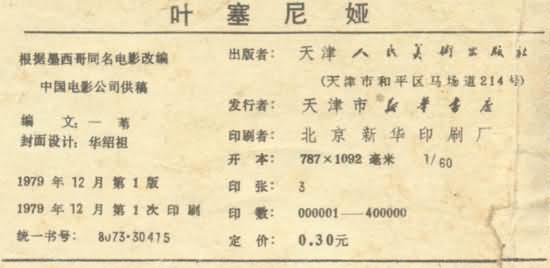 叶塞尼娅
根据墨西哥同名电影改编
中国电影公司供稿
编 文:一 苇
封面设计:华绍祖
1979 年 12 月 第 1 版
1979 年 12 月 第 1 次 印 刷
统一书号: 8073·30415
出版者:天津人民美術出版社
(天津市和平区马场道214号)
发行者:天津市新華書店
印刷者:北京新华印刷厂
开 本:787×1092 毫米 1/60
印 张:3
印 数:000001——400000
定 价:0.30元